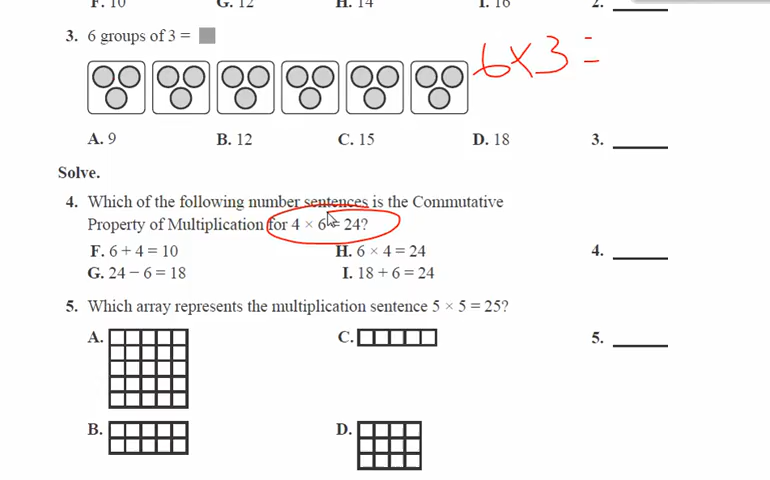 F. 10 G. 12 H. 14 I. 16 2.
3. 6 groups of 3 =
6 × 3 =
A. 9 B. 12 C. 15 D. 18 3.
Solve.
4. Which of the following number sentences is the Commutative
Property of Multiplication for 4 × 6 = 24?
F. 6 + 4 = 10 H. 6 × 4 = 24 4.
G. 24 − 6 = 18 I. 18 + 6 = 24
5. Which array represents the multiplication sentence 5 × 5 = 25?
A. C. 5.
B. D.